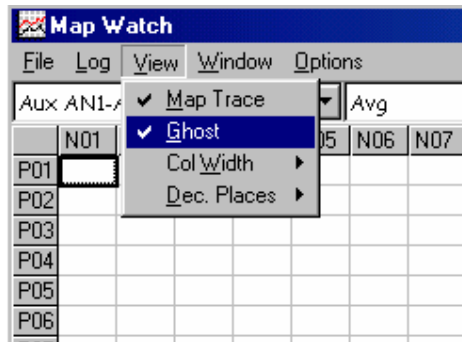 Map Watch
File Log View Window Options
Aux AN1- Avg
Map Trace
Ghost
Col Width
Dec. Places
N01 05 N06 N07
P01
P02
P03
P04
P05
P06